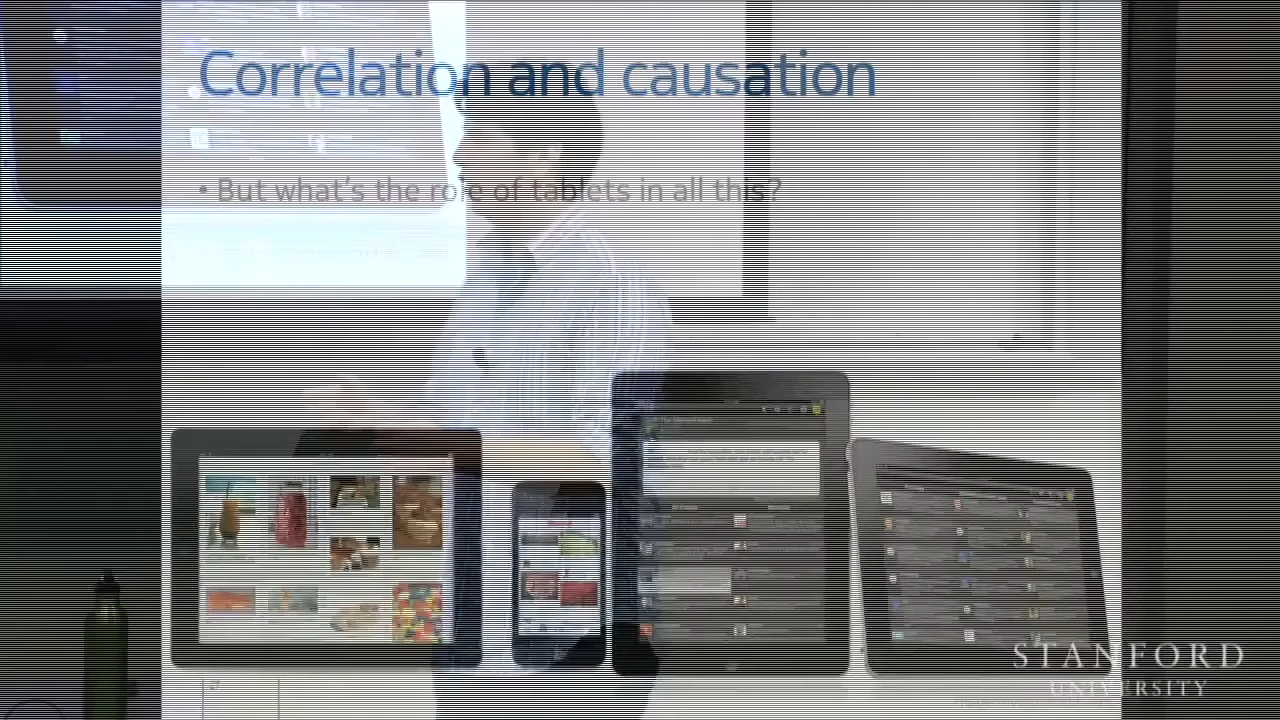 Correlation and causation
• But what's the role of tablets in all this?
STANFORD
UNIVERSITY